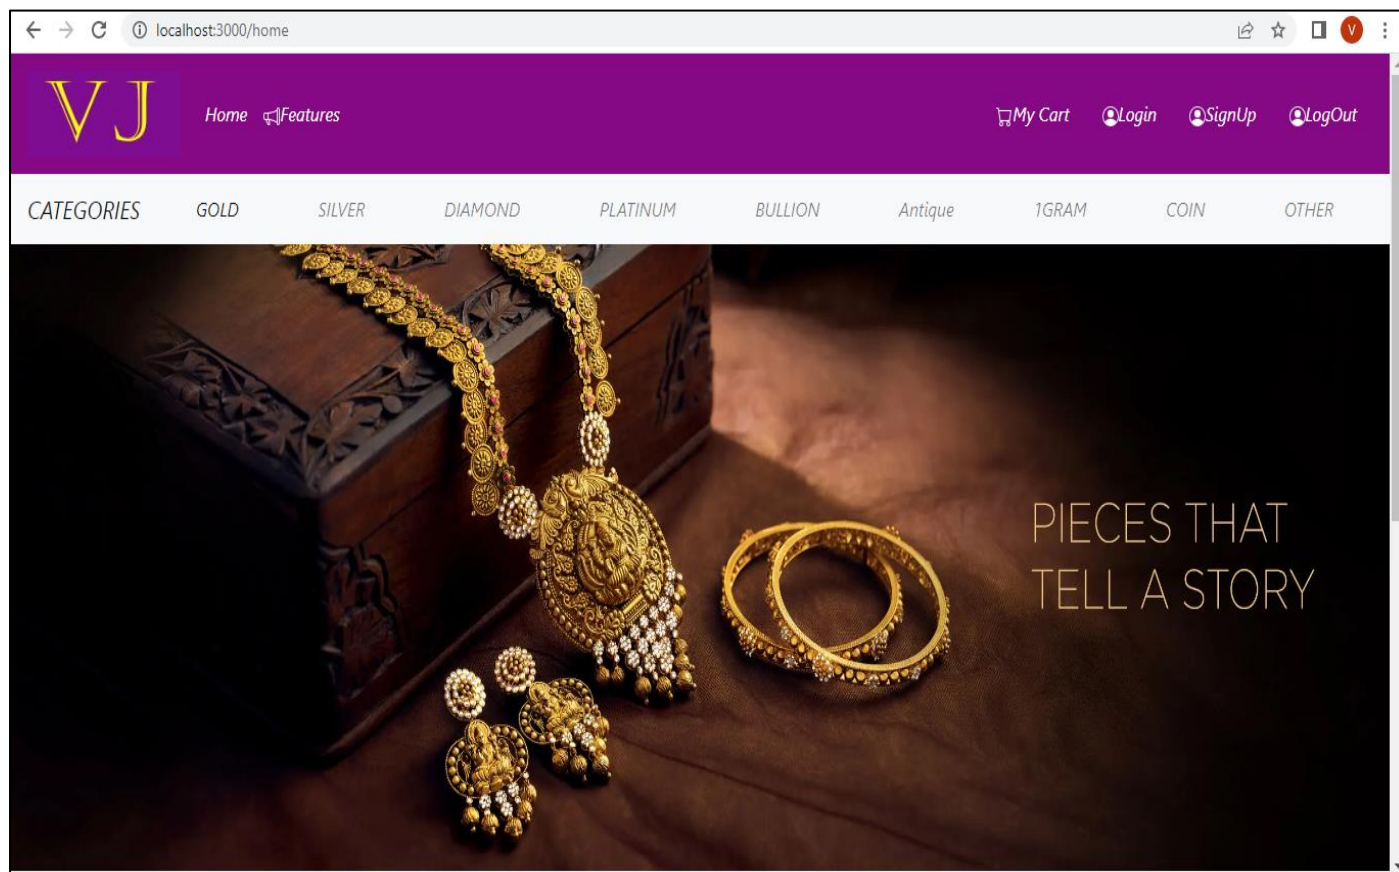 localhost:3000/home
V
VJ
Home Features My Cart Login SignUp LogOut
CATEGORIES GOLD SILVER DIAMOND PLATINUM BULLION Antique 1GRAM COIN OTHER
PIECES THAT
TELL A STORY